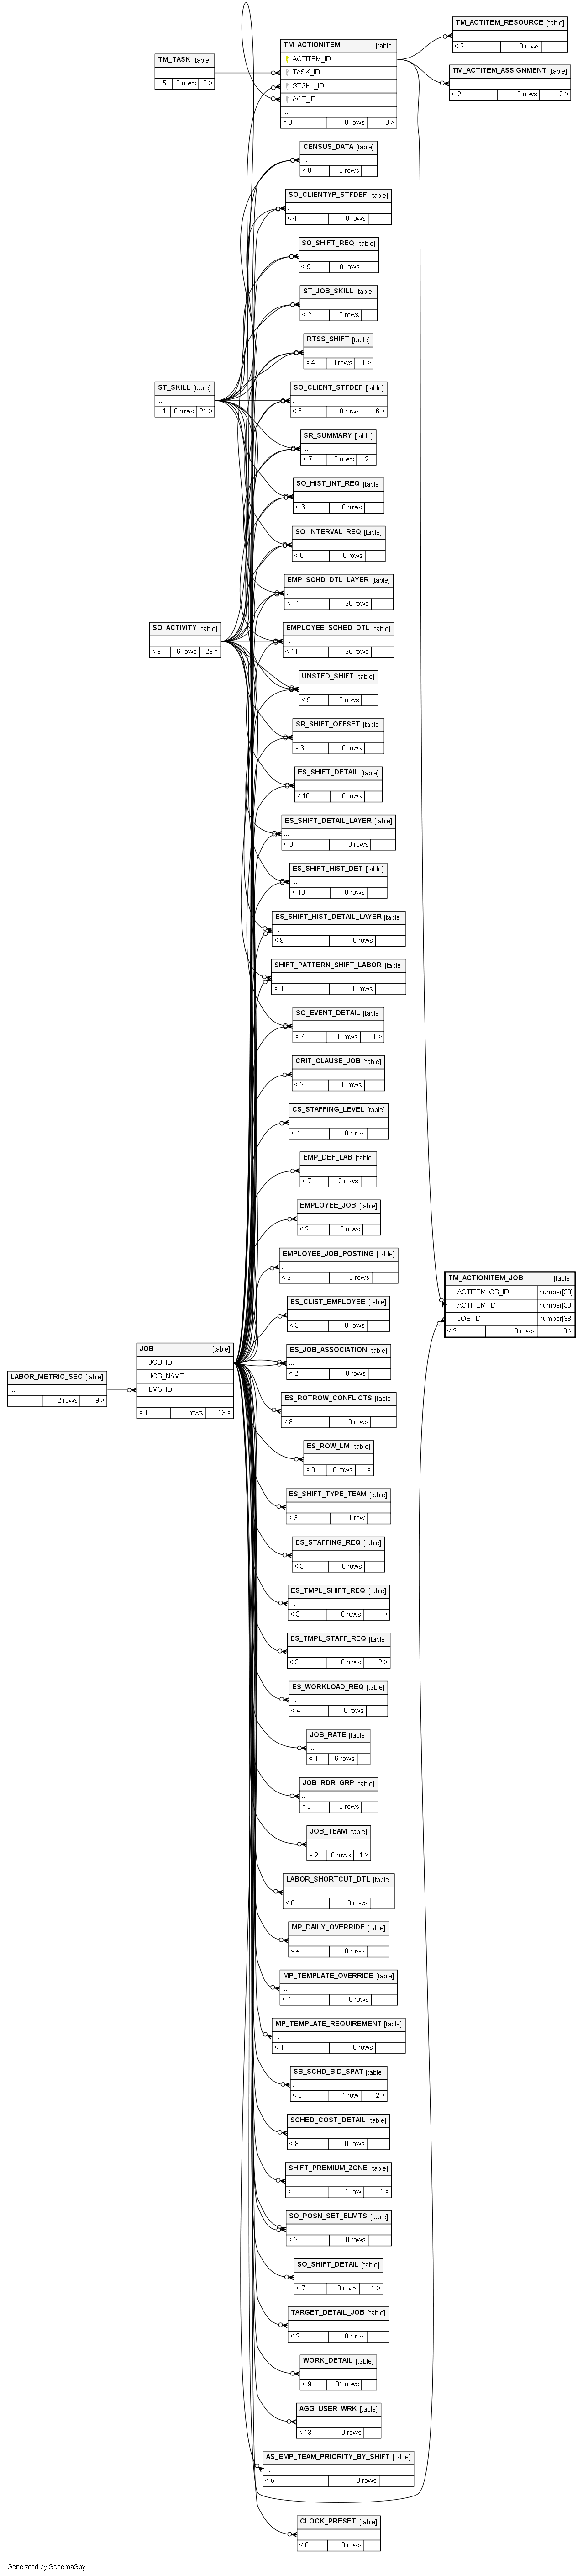 TM_ACTITEM_RESOURCE [table]
...
< 2 0 rows
TM_ACTIONITEM [table]
ACTITEM_ID
TASK_ID
STSKL_ID
ACT_ID
...
< 3 0 rows 3 >
TM_TASK [table]
...
< 5 0 rows 3 >
TM_ACTITEM_ASSIGNMENT [table]
...
< 2 0 rows 2 >
CENSUS_DATA [table]
...
< 8 0 rows
SO_CLIENTYP_STFDEF [table]
...
< 4 0 rows
SO_SHIFT_REQ [table]
...
< 5 0 rows
ST_JOB_SKILL [table]
...
< 2 0 rows
RTSS_SHIFT [table]
...
< 4 0 rows 1 >
ST_SKILL [table]
...
< 1 0 rows 21 >
SO_CLIENT_STFDEF [table]
...
< 5 0 rows 6 >
SR_SUMMARY [table]
...
< 7 0 rows 2 >
SO_HIST_INT_REQ [table]
...
< 6 0 rows
SO_INTERVAL_REQ [table]
...
< 6 0 rows
EMP_SCHD_DTL_LAYER [table]
...
< 11 20 rows
SO_ACTIVITY [table]
...
< 3 6 rows 28 >
EMPLOYEE_SCHED_DTL [table]
...
< 11 25 rows
UNSTFD_SHIFT [table]
...
< 9 0 rows
SR_SHIFT_OFFSET [table]
...
< 3 0 rows
ES_SHIFT_DETAIL [table]
...
< 16 0 rows
ES_SHIFT_DETAIL_LAYER [table]
...
< 8 0 rows
ES_SHIFT_HIST_DET [table]
...
< 10 0 rows
ES_SHIFT_HIST_DETAIL_LAYER [table]
...
< 9 0 rows
SHIFT_PATTERN_SHIFT_LABOR [table]
...
< 9 0 rows
SO_EVENT_DETAIL [table]
...
< 7 0 rows 1 >
CRIT_CLAUSE_JOB [table]
...
< 2 0 rows
CS_STAFFING_LEVEL [table]
...
< 4 0 rows
EMP_DEF_LAB [table]
...
< 7 2 rows
EMPLOYEE_JOB [table]
...
< 2 0 rows
EMPLOYEE_JOB_POSTING [table]
...
< 2 0 rows
TM_ACTIONITEM_JOB [table]
ACTITEMJOB_ID number[38]
ACTITEM_ID number[38]
JOB_ID number[38]
< 2 0 rows 0 >
ES_CLIST_EMPLOYEE [table]
...
< 3 0 rows
LABOR_METRIC_SEC [table]
...
2 rows 9 >
JOB [table]
JOB_ID
JOB_NAME
LMS_ID
...
< 1 6 rows 53 >
ES_JOB_ASSOCIATION [table]
...
< 2 0 rows
ES_ROTROW_CONFLICTS [table]
...
< 8 0 rows
ES_ROW_LM [table]
...
< 9 0 rows 1 >
ES_SHIFT_TYPE_TEAM [table]
...
< 3 1 row
ES_STAFFING_REQ [table]
...
< 3 0 rows
ES_TMPL_SHIFT_REQ [table]
...
< 3 0 rows 1 >
ES_TMPL_STAFF_REQ [table]
...
< 3 0 rows 2 >
ES_WORKLOAD_REQ [table]
...
< 4 0 rows
JOB_RATE [table]
...
< 1 6 rows
JOB_RDR_GRP [table]
...
< 2 0 rows
JOB_TEAM [table]
...
< 2 0 rows 1 >
LABOR_SHORTCUT_DTL [table]
...
< 8 0 rows
MP_DAILY_OVERRIDE [table]
...
< 4 0 rows
MP_TEMPLATE_OVERRIDE [table]
...
< 4 0 rows
MP_TEMPLATE_REQUIREMENT [table]
...
< 4 0 rows
SB_SCHD_BID_SPAT [table]
...
< 3 1 row 2 >
SCHED_COST_DETAIL [table]
...
< 8 0 rows
SHIFT_PREMIUM_ZONE [table]
...
< 6 1 row 1 >
SO_POSN_SET_ELMTS [table]
...
< 2 0 rows
SO_SHIFT_DETAIL [table]
...
< 7 0 rows 1 >
TARGET_DETAIL_JOB [table]
...
< 2 0 rows
WORK_DETAIL [table]
...
< 9 31 rows
AGG_USER_WRK [table]
...
< 13 0 rows
AS_EMP_TEAM_PRIORITY_BY_SHIFT [table]
...
< 5 0 rows
CLOCK_PRESET [table]
...
< 6 10 rows
Generated by SchemaSpy